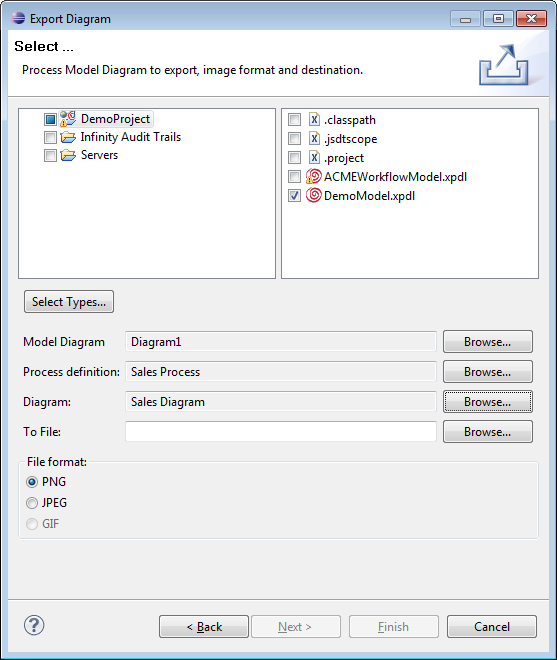 Export Diagram
Select ...
Process Model Diagram to export, image format and destination.
DemoProject
Infinity Audit Trails
Servers
.classpath
.jsdtscope
.project
ACMEWorkflowModel.xpdl
DemoModel.xpdl
Select Types...
Model Diagram Diagram1 Browse...
Process definition: Sales Process Browse...
Diagram: Sales Diagram Browse...
To File: Browse...
File format:
PNG
JPEG
GIF
? < Back Next > Finish Cancel